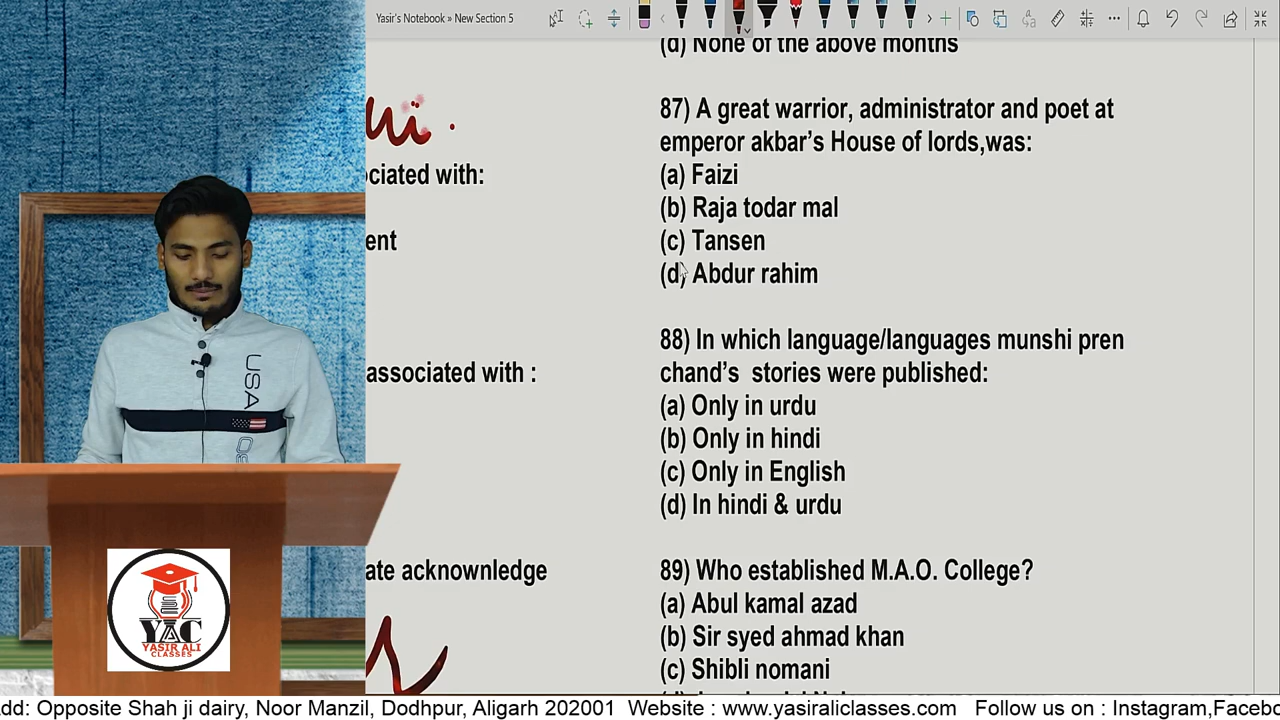 Yasir's Notebook » New Section 5
(d) None of the above months
87) A great warrior, administrator and poet at
emperor akbar's House of lords,was:
(a) Faizi
(b) Raja todar mal
(c) Tansen
(d) Abdur rahim
88) In which language/languages munshi pren
chand's stories were published:
(a) Only in urdu
(b) Only in hindi
(c) Only in English
(d) In hindi & urdu
89) Who established M.A.O. College?
(a) Abul kamal azad
(b) Sir syed ahmad khan
(c) Shibli nomani
ciated with:
ent
associated with :
ate acknownledge
USA
YAC
YASIR ALI
CLASSES
dd: Opposite Shah ji dairy, Noor Manzil, Dodhpur, Aligarh 202001 Website : www.yasiraliclasses.com Follow us on : Instagram,Facebo